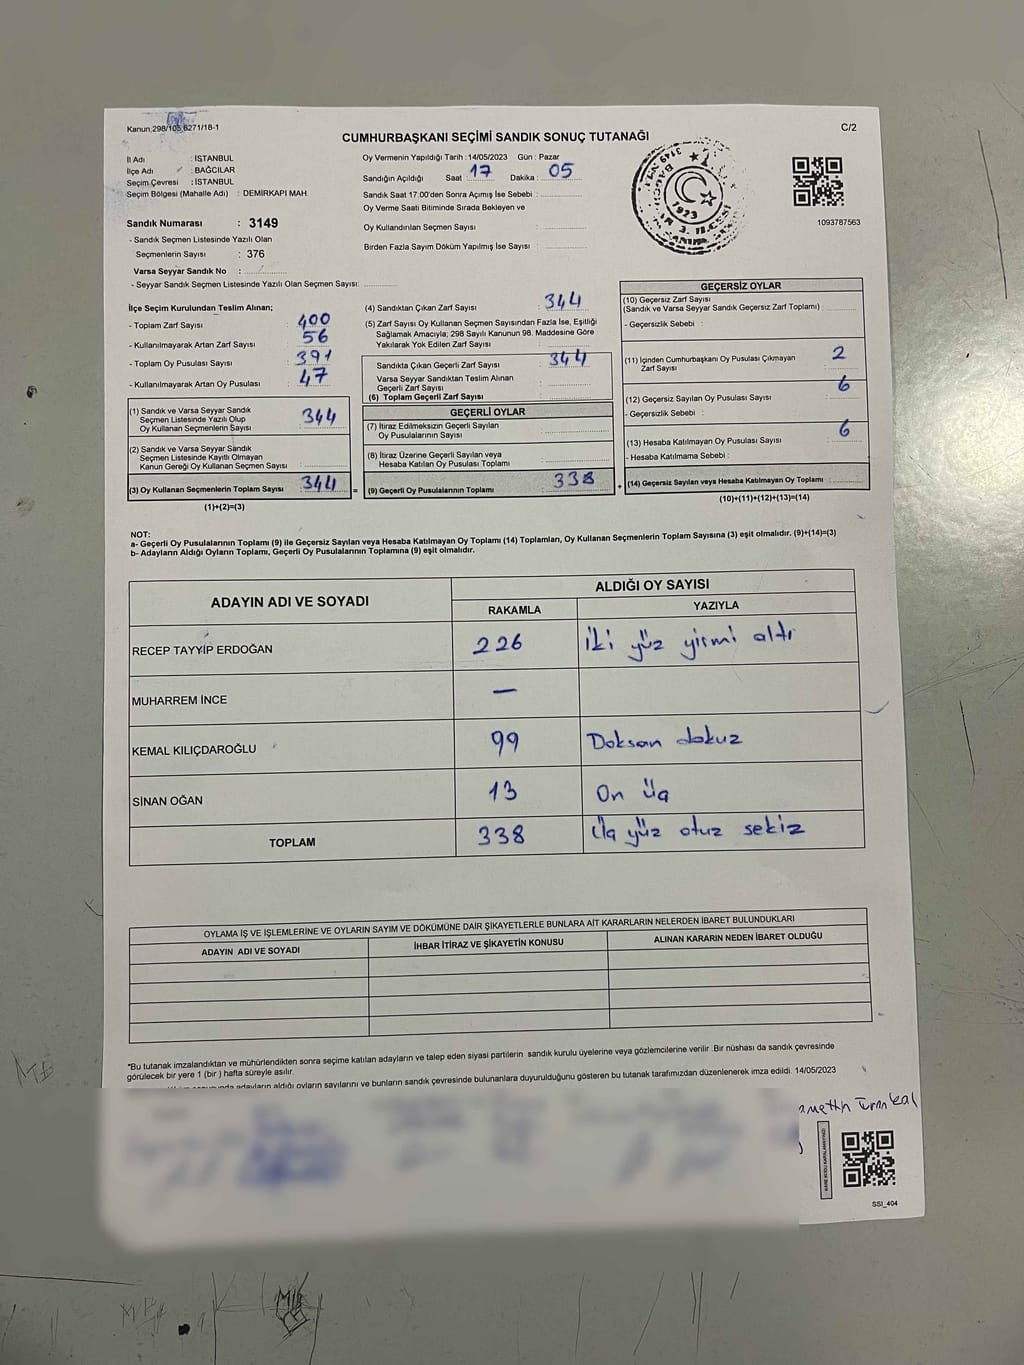 Kanun;298/105,6271/18-1
C/2
CUMHURBAŞKANI SEÇİMİ SANDIK SONUÇ TUTANAĞI
İl Adı : İSTANBUL
İlçe Adı : BAĞCILAR
Seçim Çevresi : İSTANBUL
Seçim Bölgesi (Mahalle Adı) : DEMİRKAPI MAH.
Sandık Numarası : 3149
- Sandık Seçmen Listesinde Yazılı Olan
Seçmenlerin Sayısı : 376
Varsa Seyyar Sandık No :
- Seyyar Sandık Seçmen Listesinde Yazılı Olan Seçmen Sayısı:
Oy Vermenin Yapıldığı Tarih : 14/05/2023 Gün : Pazar
Sandığın Açıldığı Saat : 17 Dakika : 05
Sandık Saat 17.00'den Sonra Açımış İse Sebebi :
Oy Verme Saati Bitiminde Sırada Bekleyen ve
Oy Kullandırılan Seçmen Sayısı :
Birden Fazla Sayım Döküm Yapılmış İse Sayısı :
1973
1093787563
İlçe Seçim Kurulundan Teslim Alınan;
- Toplam Zarf Sayısı : 400
- Kullanılmayarak Artan Zarf Sayısı : 56
- Toplam Oy Pusulası Sayısı : 391
- Kullanılmayarak Artan Oy Pusulası : 47
(1) Sandık ve Varsa Seyyar Sandık
Seçmen Listesinde Yazılı Olup
Oy Kullanan Seçmenlerin Sayısı : 344
(2) Sandık ve Varsa Seyyar Sandık
Seçmen Listesinde Kayıtlı Olmayan
Kanun Gereği Oy Kullanan Seçmen Sayısı :
(3) Oy Kullanan Seçmenlerin Toplam Sayısı : 344
(1)+(2)=(3)
(4) Sandıktan Çıkan Zarf Sayısı : 344
(5) Zarf Sayısı Oy Kullanan Seçmen Sayısından Fazla İse, Eşitliği
Sağlamak Amacıyla; 298 Sayılı Kanunun 98. Maddesine Göre
Yakılarak Yok Edilen Zarf Sayısı :
Sandıkta Çıkan Geçerli Zarf Sayısı : 344
Varsa Seyyar Sandıktan Teslim Alınan
Geçerli Zarf Sayısı :
(6) Toplam Geçerli Zarf Sayısı :
GEÇERLİ OYLAR
(7) İtiraz Edilmeksizin Geçerli Sayılan
Oy Pusulalarının Sayısı :
(8) İtiraz Üzerine Geçerli Sayılan veya
Hesaba Katılan Oy Pusulası Toplamı :
= (9) Geçerli Oy Pusulalarının Toplamı : 338
GEÇERSİZ OYLAR
(10) Geçersiz Zarf Sayısı
(Sandık ve Varsa Seyyar Sandık Geçersiz Zarf Toplamı) :
- Geçersizlik Sebebi :
(11) İçinden Cumhurbaşkanı Oy Pusulası Çıkmayan
Zarf Sayısı : 2
(12) Geçersiz Sayılan Oy Pusulası Sayısı : 6
- Geçersizlik Sebebi :
(13) Hesaba Katılmayan Oy Pusulası Sayısı : 6
- Hesaba Katılmama Sebebi :
+ (14) Geçersiz Sayılan veya Hesaba Katılmayan Oy Toplamı :
(10)+(11)+(12)+(13)=(14)
NOT:
a- Geçerli Oy Pusulalarının Toplamı (9) ile Geçersiz Sayılan veya Hesaba Katılmayan Oy Toplamı (14) Toplamları, Oy Kullanan Seçmenlerin Toplam Sayısına (3) eşit olmalıdır. (9)+(14)=(3)
b- Adayların Aldığı Oyların Toplamı, Geçerli Oy Pusulalarının Toplamına (9) eşit olmalıdır.
ADAYIN ADI VE SOYADI ALDIĞI OY SAYISI
RAKAMLA YAZIYLA
RECEP TAYYİP ERDOĞAN 226 iki yüz yirmi altı
MUHARREM İNCE —
KEMAL KILIÇDAROĞLU 99 Doksan dokuz
SİNAN OĞAN 13 On üç
TOPLAM 338 üç yüz otuz sekiz
OYLAMA İŞ VE İŞLEMLERİNE VE OYLARIN SAYIM VE DÖKÜMÜNE DAİR ŞİKAYETLERLE BUNLARA AİT KARARLARIN NELERDEN İBARET BULUNDUKLARI
ADAYIN ADI VE SOYADI İHBAR İTİRAZ VE ŞİKAYETİN KONUSU ALINAN KARARIN NEDEN İBARET OLDUĞU
*Bu tutanak imzalandıktan ve mühürlendikten sonra seçime katılan adayların ve talep eden siyasi partilerin sandık kurulu üyelerine veya gözlemcilerine verilir. Bir nüshası da sandık çevresinde
görülecek bir yere 1 (bir) hafta süreyle asılır.
adayların aldığı oyların sayılarını ve bunların sandık çevresinde bulunanlara duyurulduğunu gösteren bu tutanak tarafımızdan düzenlenerek imza edildi. 14/05/2023
SSI_404